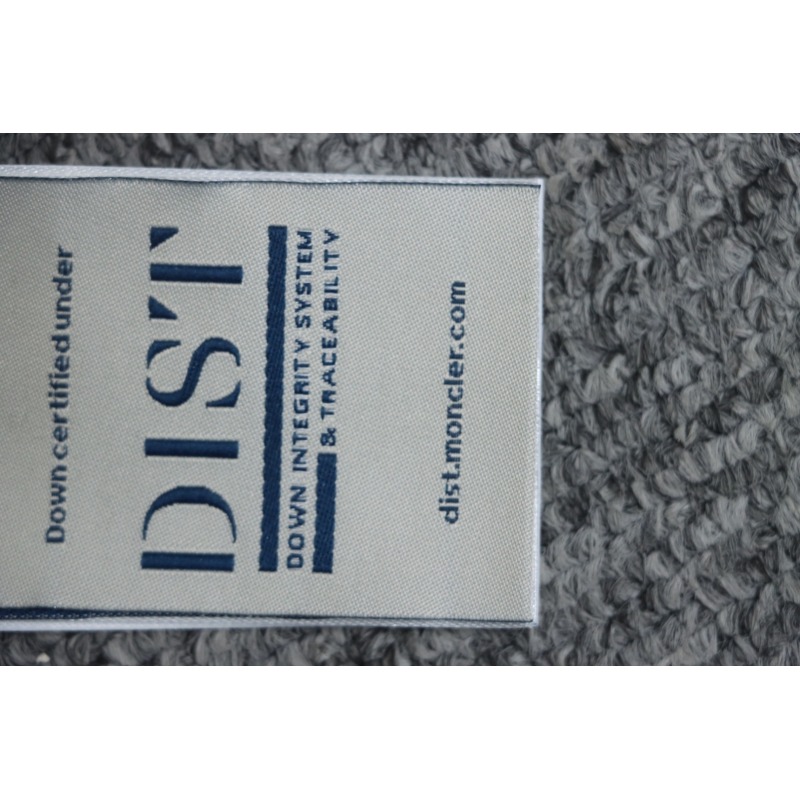 Down certified under
DIST
DOWN INTEGRITY SYSTEM
& TRACEABILITY
dist.moncler.com